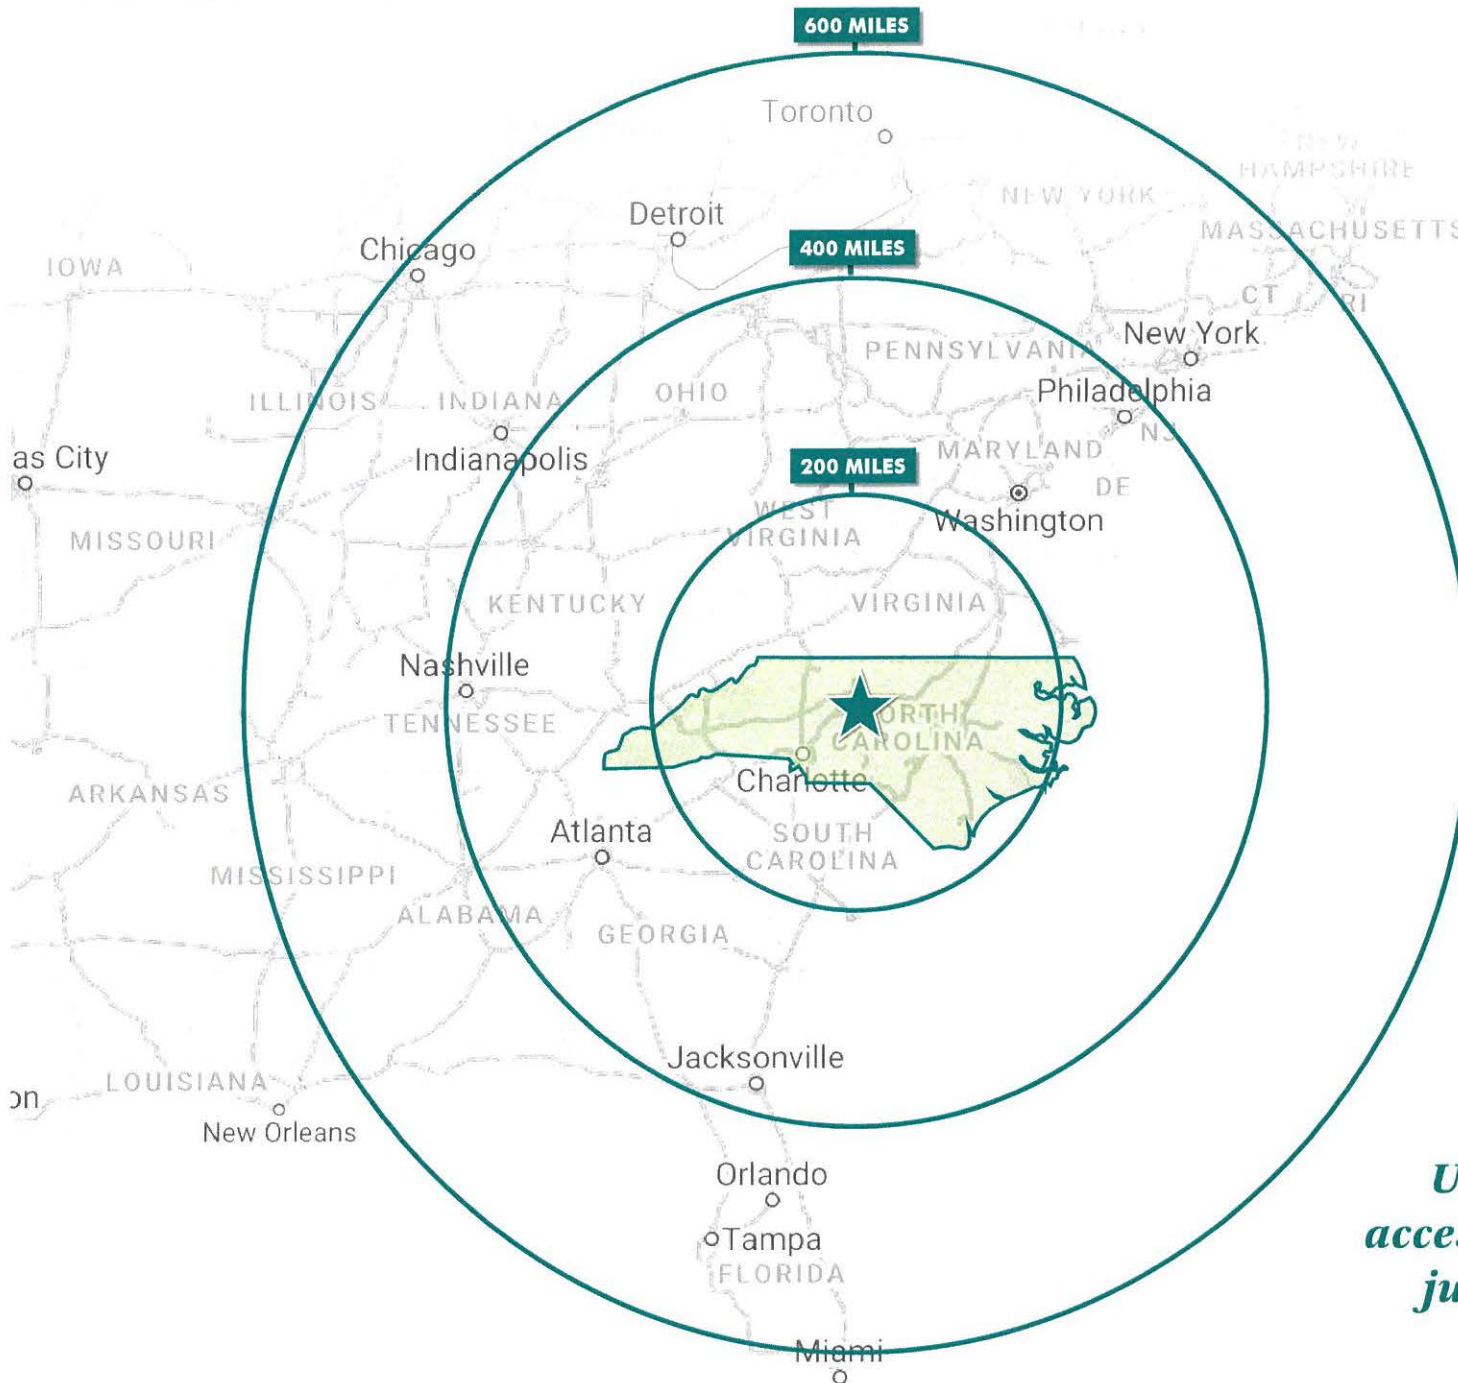 600 MILES
Toronto
NEW
HAMPSHIRE
NEW YORK
Detroit
MASSACHUSETTS
400 MILES
Chicago
IOWA
CT
RI
New York
PENNSYLVANIA
OHIO
Philadelphia
ILLINOIS
INDIANA
NJ
as City
Indianapolis
200 MILES
MARYLAND
DE
WEST
VIRGINIA
Washington
MISSOURI
KENTUCKY
VIRGINIA
Nashville
TENNESSEE
NORTH
CAROLINA
Charlotte
ARKANSAS
Atlanta
SOUTH
CAROLINA
MISSISSIPPI
ALABAMA
GEORGIA
Jacksonville
LOUISIANA
on
New Orleans
Orlando
Tampa
FLORIDA
Miami
U
acces
ju